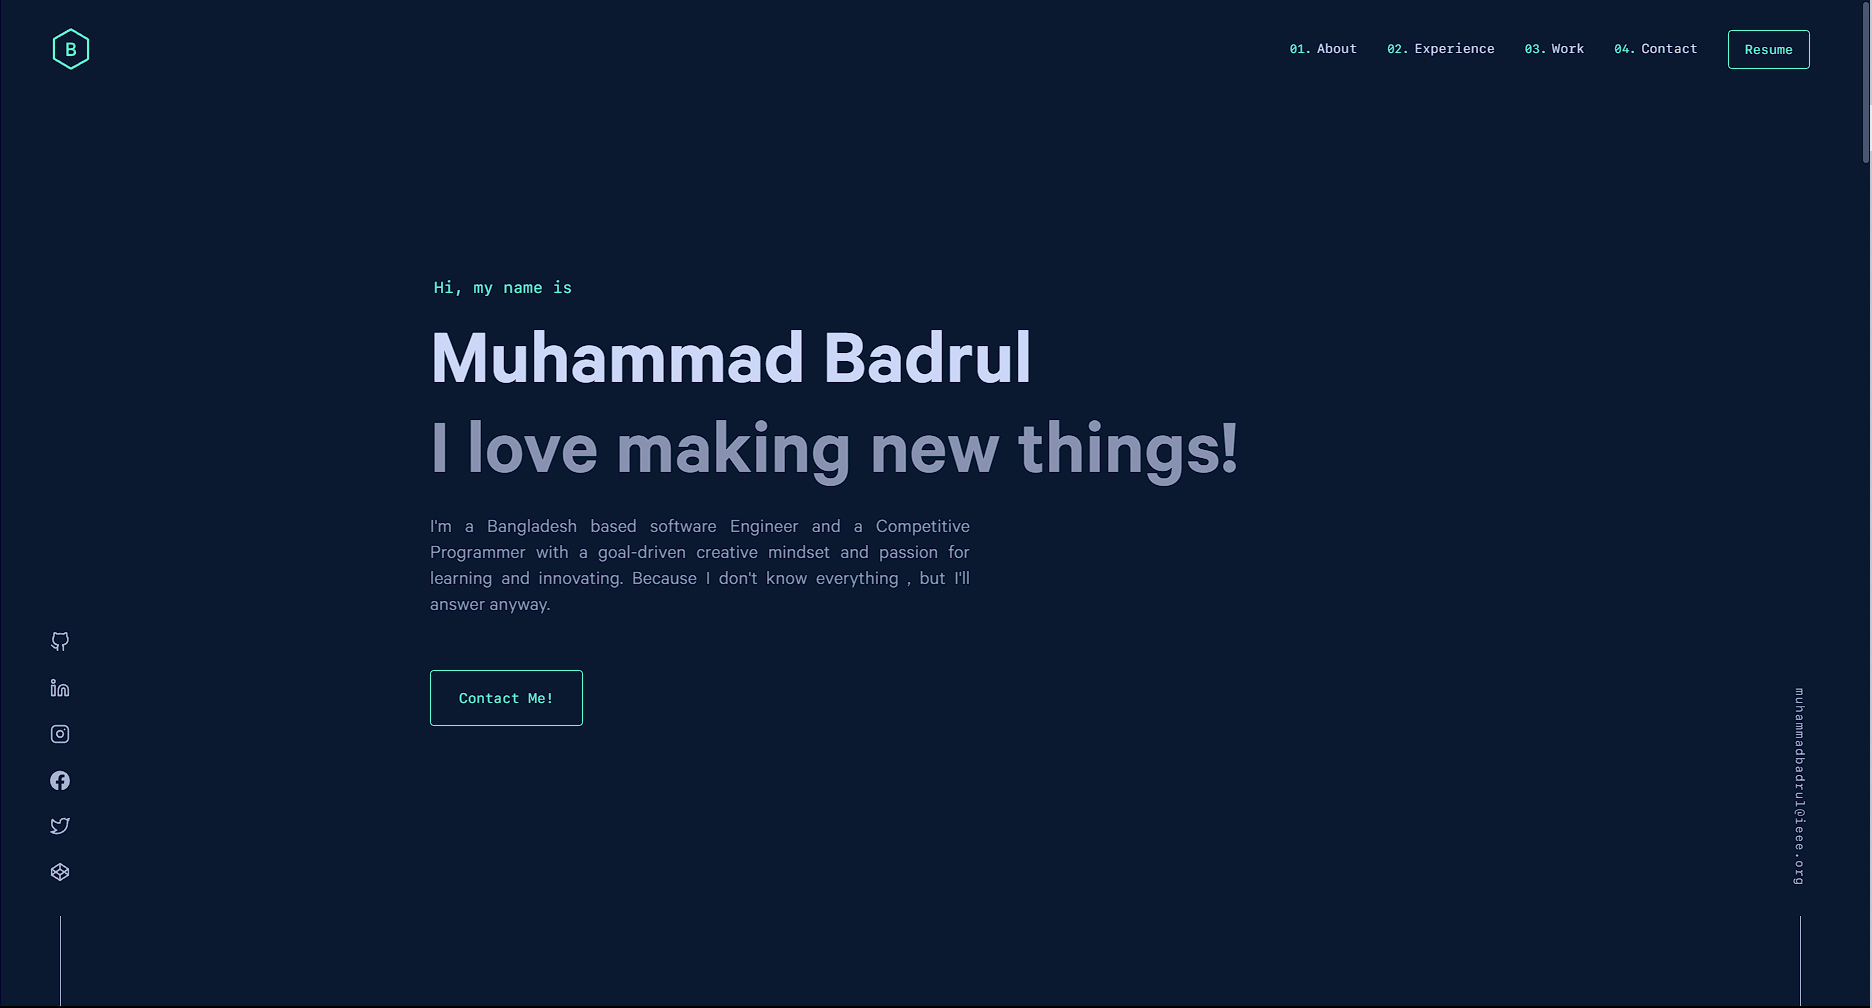 B
01. About 02. Experience 03. Work 04. Contact Resume
Hi, my name is
Muhammad Badrul
I love making new things!
I'm a Bangladesh based software Engineer and a Competitive
Programmer with a goal-driven creative mindset and passion for
learning and innovating. Because I don't know everything , but I'll
answer anyway.
Contact Me!
muhammadbadrul@ieee.org